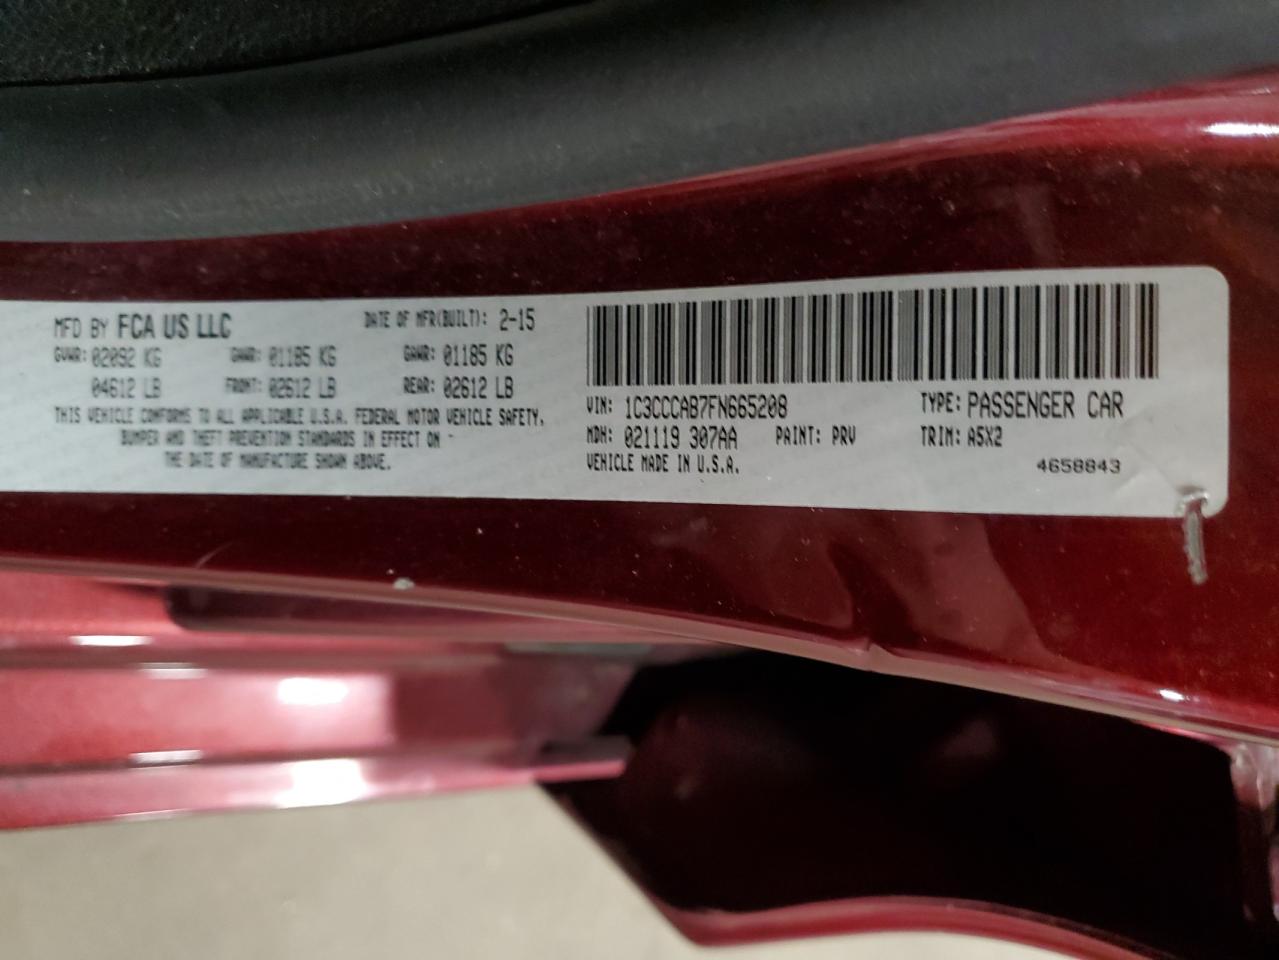 MFD BY FCA US LLC DATE OF MFR(BUILT): 2-15
GVWR: 02092 KG GAWR: 01185 KG GAWR: 01185 KG
04612 LB FRONT: 02612 LB REAR: 02612 LB
THIS VEHICLE CONFORMS TO ALL APPLICABLE U.S.A. FEDERAL MOTOR VEHICLE SAFETY,
BUMPER AND THEFT PREVENTION STANDARDS IN EFFECT ON -
THE DATE OF MANUFACTURE SHOWN ABOVE.
VIN: 1C3CCCAB7FN665208 TYPE: PASSENGER CAR
MDH: 021119 307AA PAINT: PRV TRIM: A5X2
VEHICLE MADE IN U.S.A. 4658843